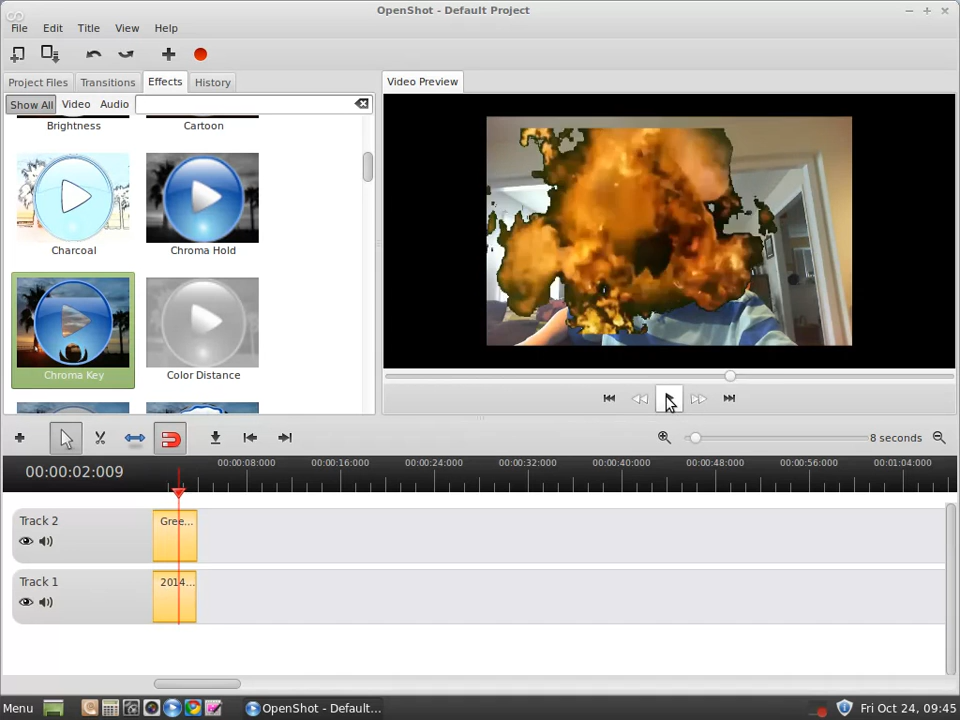 OpenShot - Default Project
File Edit Title View Help
Project Files Transitions Effects History
Video Preview
Show All Video Audio
Brightness Cartoon
Charcoal Chroma Hold
Chroma Key Color Distance
8 seconds
00:00:02:009
00:00:08:000 00:00:16:000 00:00:24:000 00:00:32:000 00:00:40:000 00:00:48:000 00:00:56:000 00:01:04:000
Track 2 Gree...
Track 1 2014...
Menu OpenShot - Default... Fri Oct 24, 09:45